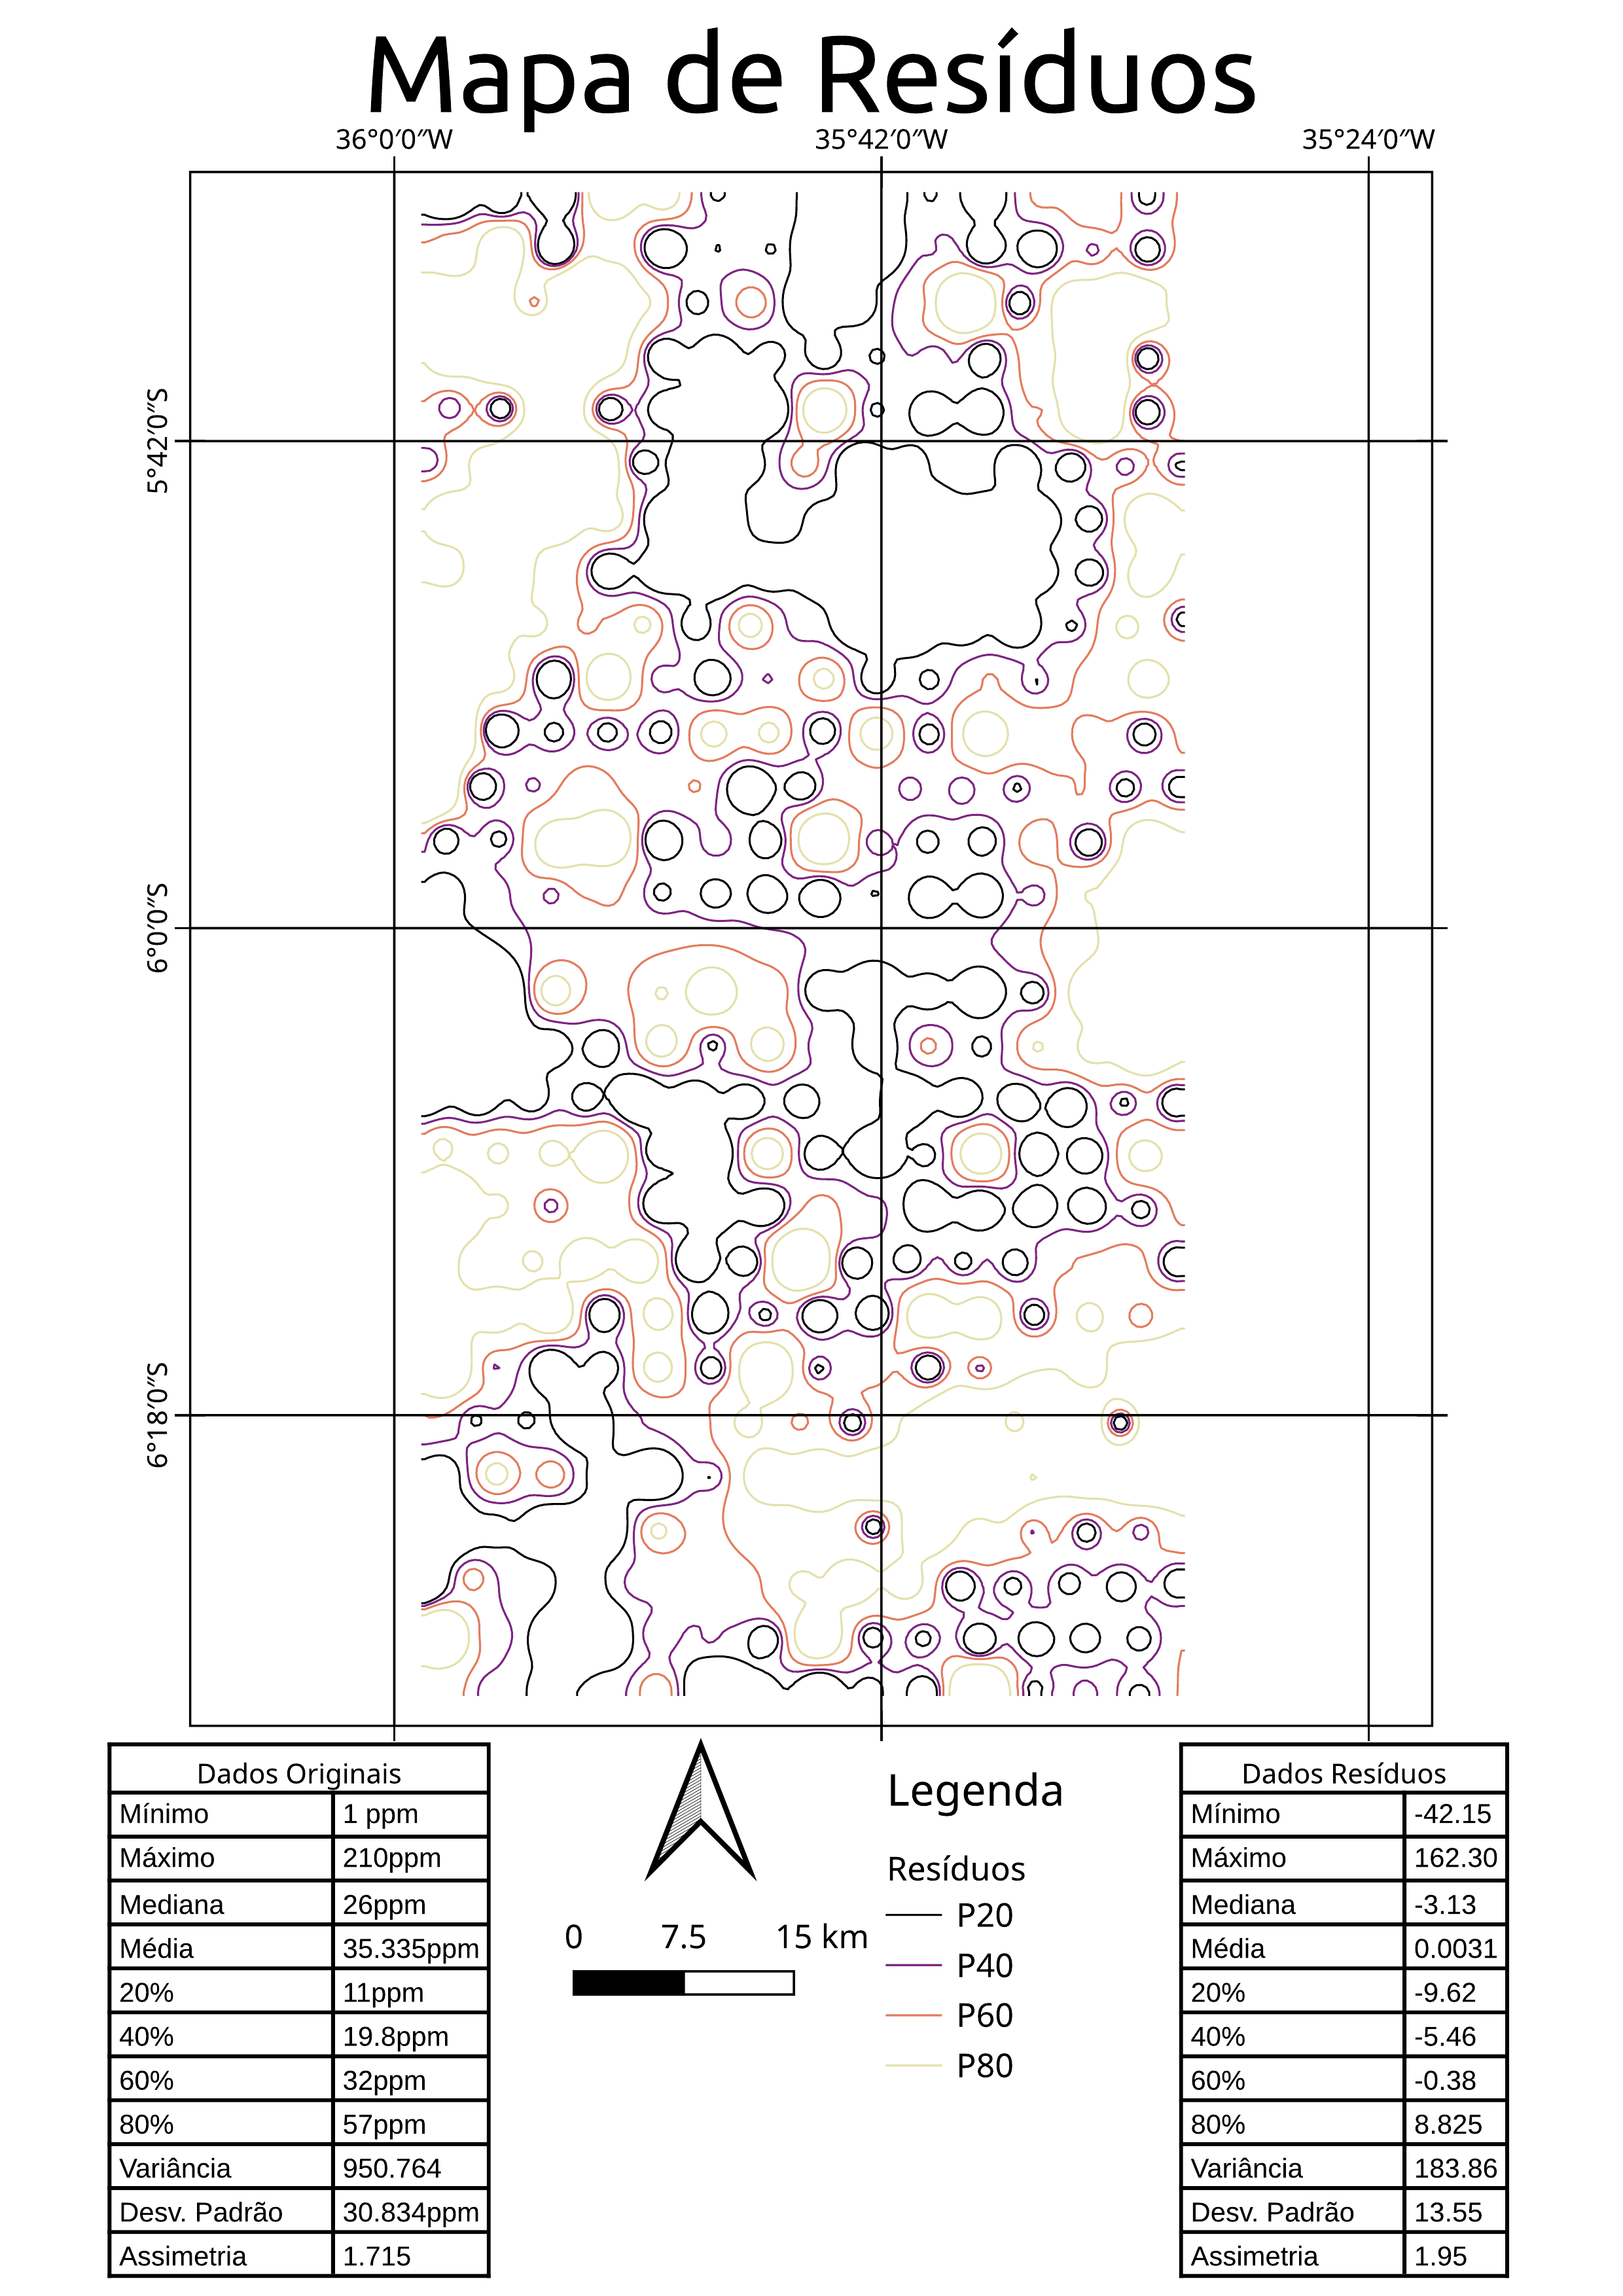 Mapa de Resíduos
36°0′0″W 35°42′0″W 35°24′0″W
5°42′0″S
6°0′0″S
6°18′0″S
Dados Originais
Mínimo 1 ppm
Máximo 210ppm
Mediana 26ppm
Média 35.335ppm
20% 11ppm
40% 19.8ppm
60% 32ppm
80% 57ppm
Variância 950.764
Desv. Padrão 30.834ppm
Assimetria 1.715
0 7.5 15 km
Legenda
Resíduos
P20
P40
P60
P80
Dados Resíduos
Mínimo -42.15
Máximo 162.30
Mediana -3.13
Média 0.0031
20% -9.62
40% -5.46
60% -0.38
80% 8.825
Variância 183.86
Desv. Padrão 13.55
Assimetria 1.95